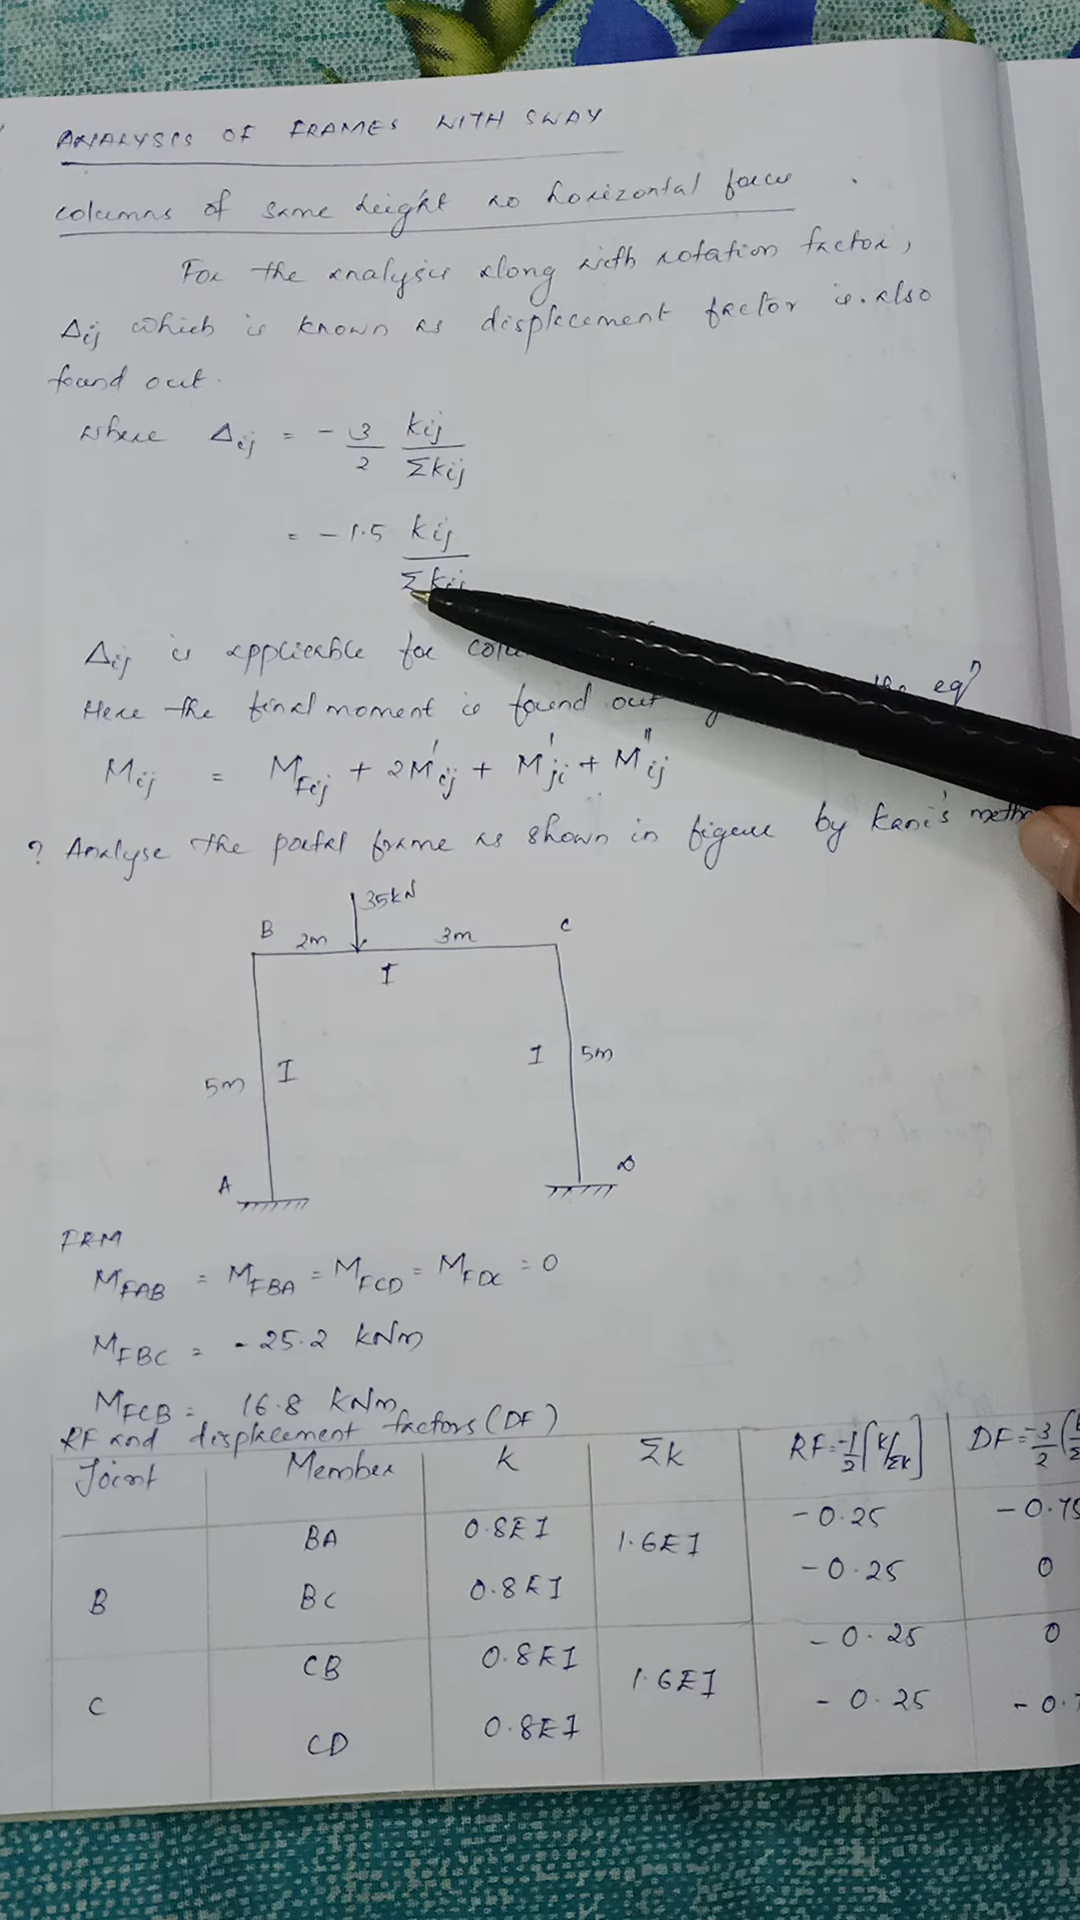 ANALYSIS OF FRAMES WITH SWAY
columns of same height no horizontal force
For the analysis along with rotation factor,
Δij which is known as displacement factor is also
found out.
where Δij = - 3/2 kij/Σkij
= - 1.5 kij/Σkij
Δij is applicable for
Here the final moment is found out the eqn
Mij = MFij + 2M'ij + M'ji + M''ij
? Analyse the portal frame as shown in figure by Kani's
35kN
B 2m 3m C
I
5m I I 5m
A D
FRM
MFAB = MFBA = MFCD = MFDC = 0
MFBC = -25.2 kNm
MFCB = 16.8 kNm
RF and displacement factors (DF)
Joint Member k Σk RF=-1/2[k/Σk] DF=-3/2
BA 0.8EI 1.6EI -0.25 -0.75
B BC 0.8EI -0.25 0
CB 0.8EI 1.6EI -0.25 0
C CD 0.8EI -0.25